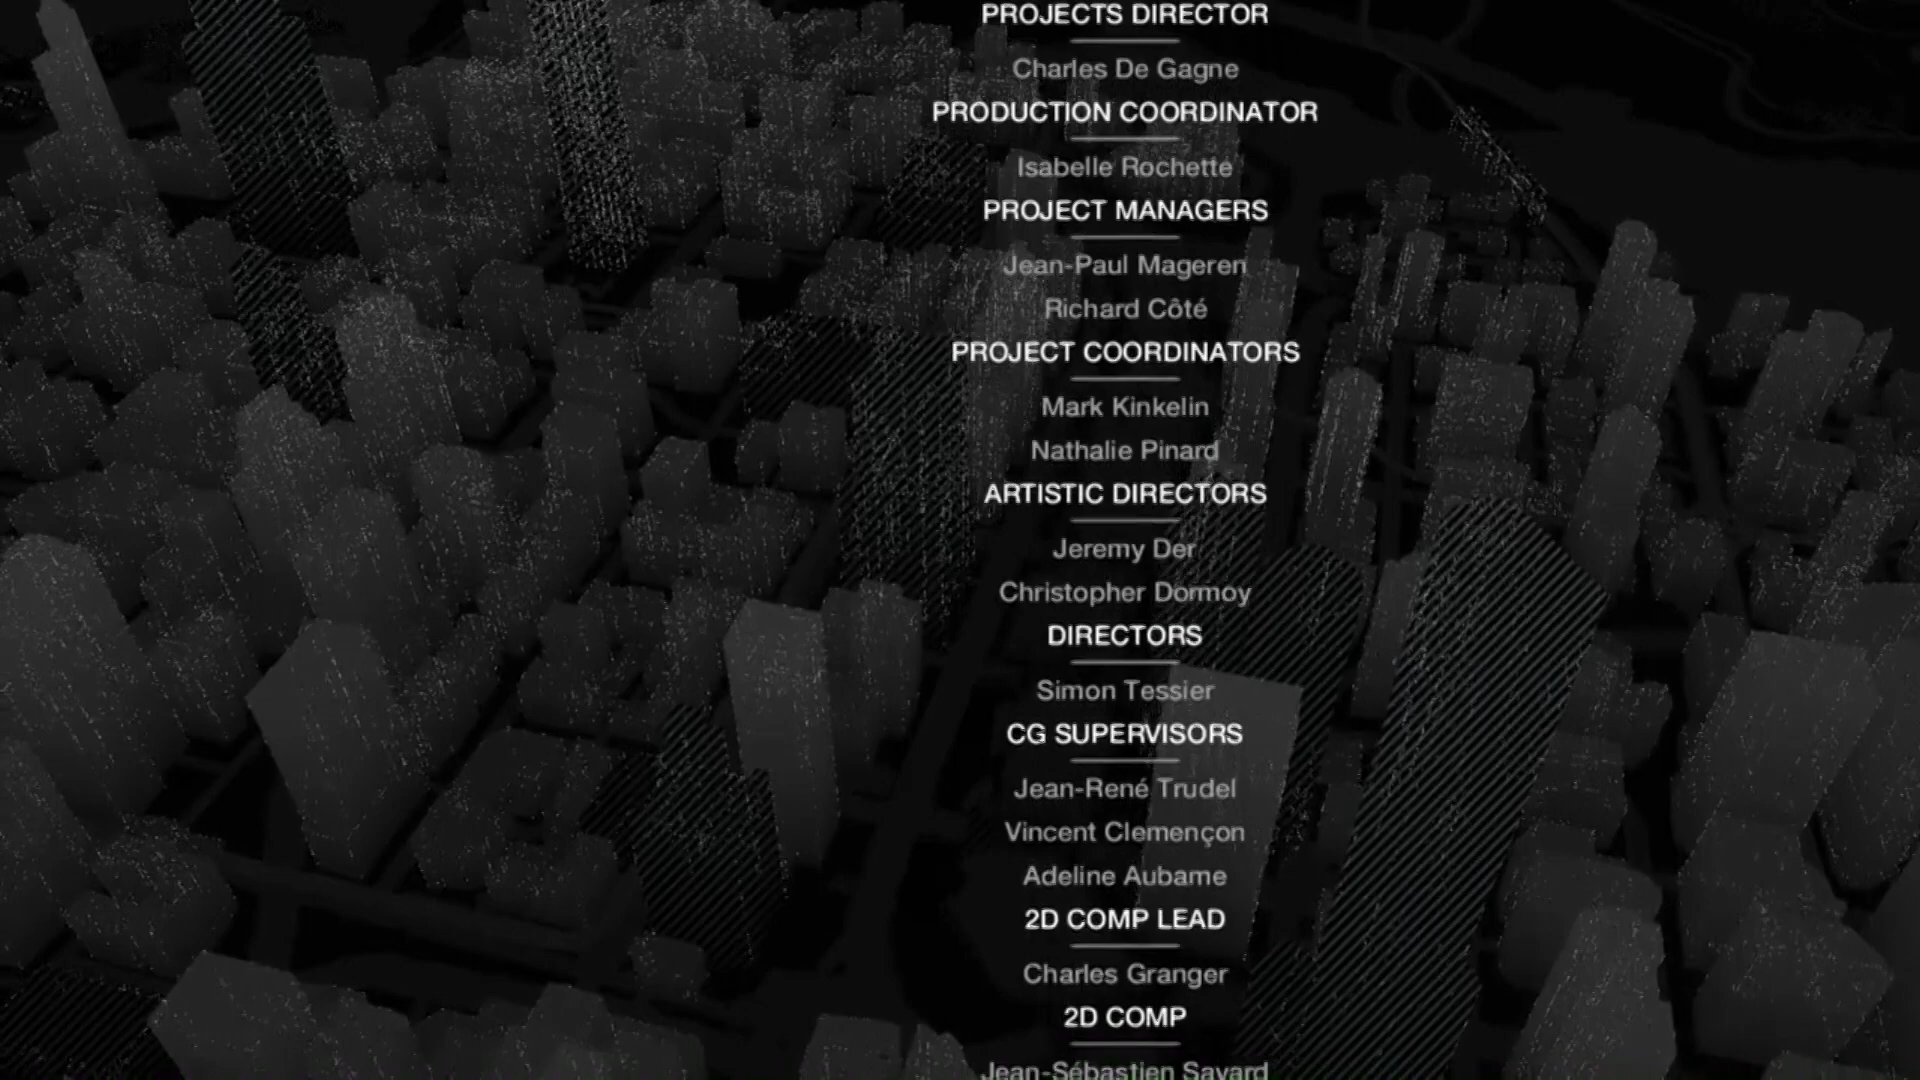 PROJECTS DIRECTOR
Charles De Gagne
PRODUCTION COORDINATOR
Isabelle Rochette
PROJECT MANAGERS
Jean-Paul Mageren
Richard Côté
PROJECT COORDINATORS
Mark Kinkelin
Nathalie Pinard
ARTISTIC DIRECTORS
Jeremy Der
Christopher Dormoy
DIRECTORS
Simon Tessier
CG SUPERVISORS
Jean-René Trudel
Vincent Clemençon
Adeline Aubame
2D COMP LEAD
Charles Granger
2D COMP
Jean-Sébastien Savard